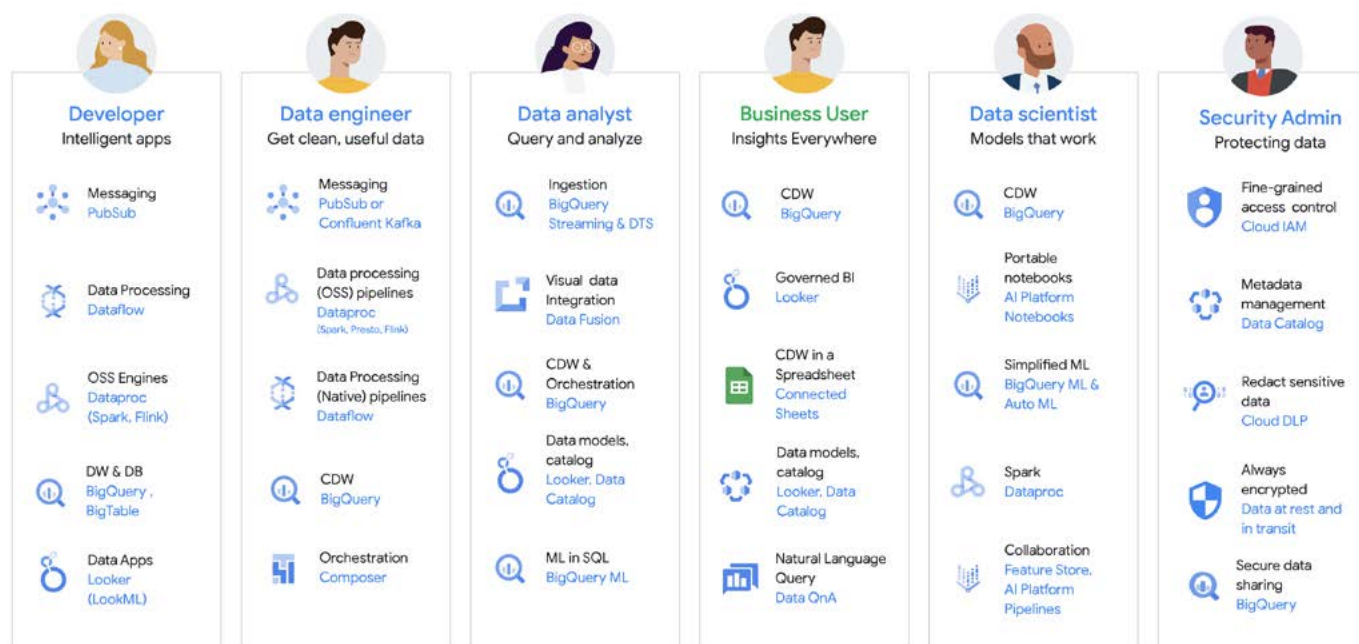 Developer
Intelligent apps
Messaging
PubSub
Data Processing
Dataflow
OSS Engines
Dataproc
(Spark, Flink)
DW & DB
BigQuery ,
BigTable
Data Apps
Looker
(LookML)
Data engineer
Get clean, useful data
Messaging
PubSub or
Confluent Kafka
Data processing
(OSS) pipelines
Dataproc
(Spark, Presto, Flink)
Data Processing
(Native) pipelines
Dataflow
CDW
BigQuery
Orchestration
Composer
Data analyst
Query and analyze
Ingestion
BigQuery
Streaming & DTS
Visual data
Integration
Data Fusion
CDW &
Orchestration
BigQuery
Data models,
catalog
Looker, Data
Catalog
ML in SQL
BigQuery ML
Business User
Insights Everywhere
CDW
BigQuery
Governed BI
Looker
CDW in a
Spreadsheet
Connected
Sheets
Data models,
catalog
Looker, Data
Catalog
Natural Language
Query
Data QnA
Data scientist
Models that work
CDW
BigQuery
Portable
notebooks
AI Platform
Notebooks
Simplified ML
BigQuery ML &
Auto ML
Spark
Dataproc
Collaboration
Feature Store,
AI Platform
Pipelines
Security Admin
Protecting data
Fine-grained
access control
Cloud IAM
Metadata
management
Data Catalog
Redact sensitive
data
Cloud DLP
Always
encrypted
Data at rest and
in transit
Secure data
sharing
BigQuery